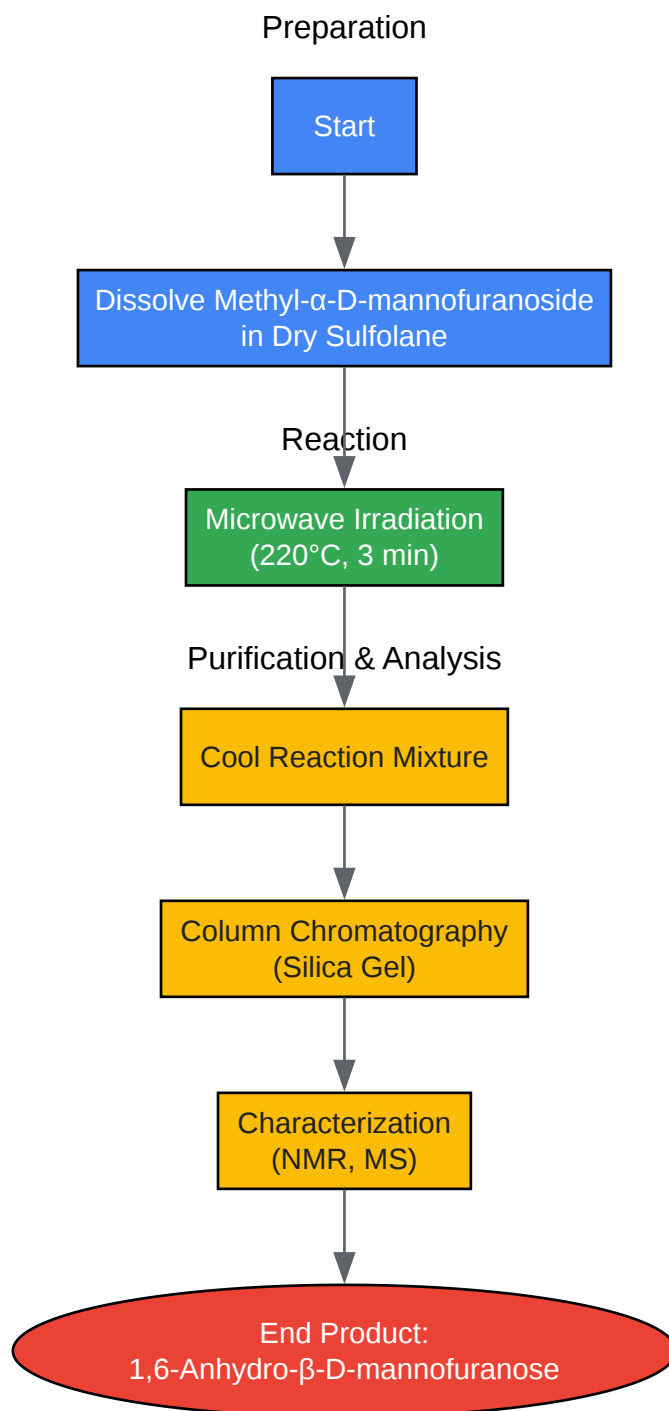 Preparation
Start
Dissolve Methyl-α-D-mannofuranoside
in Dry Sulfolane
Reaction
Microwave Irradiation
(220°C, 3 min)
Purification & Analysis
Cool Reaction Mixture
Column Chromatography
(Silica Gel)
Characterization
(NMR, MS)
End Product:
1,6-Anhydro-β-D-mannofuranose